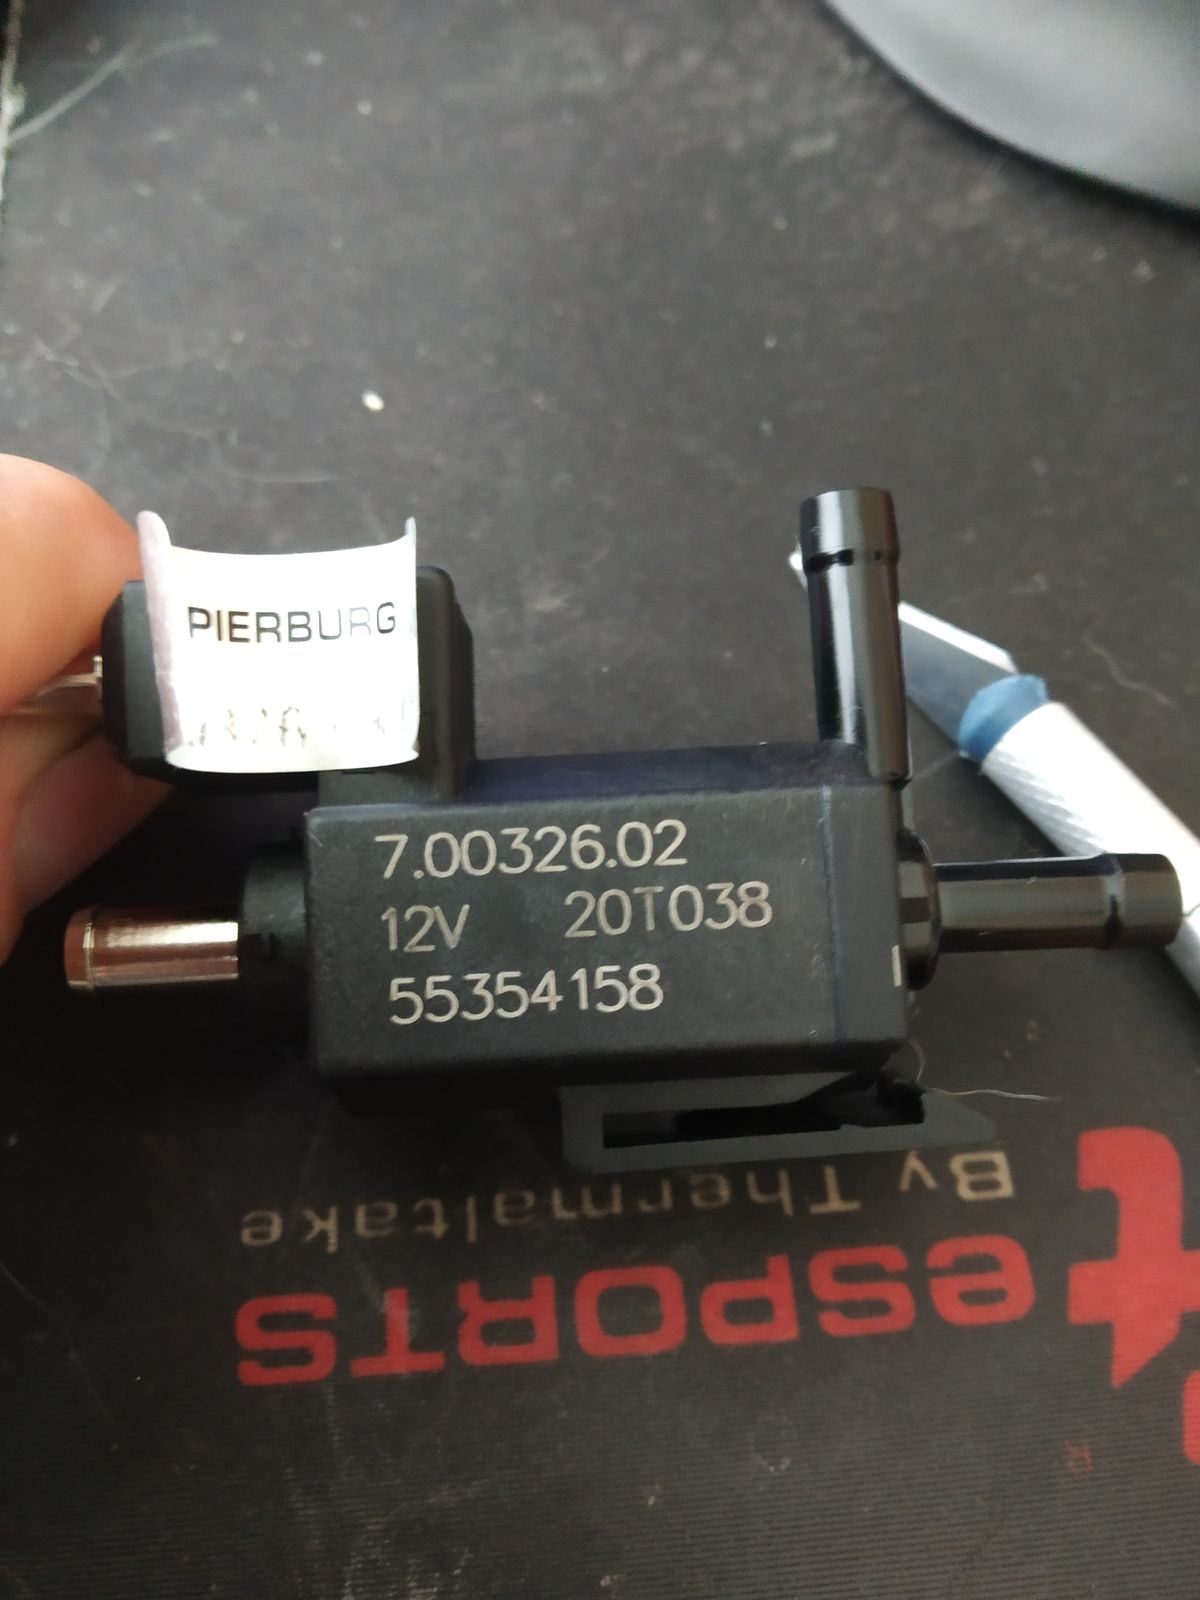 PIERBURG
7.00326.02
12V 20T038
55354158
By Thermaltake
eSPORTS
R